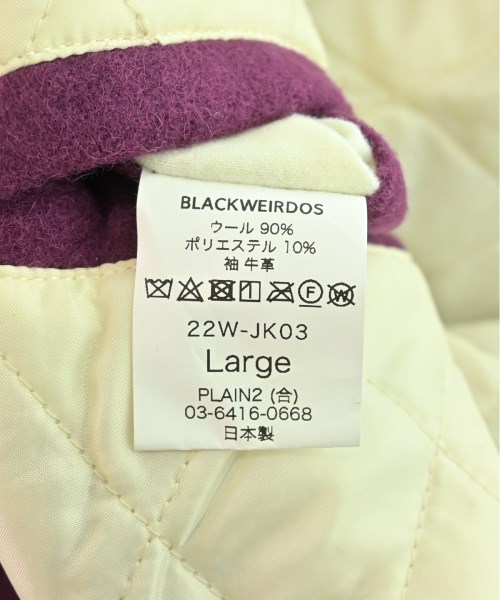 BLACKWEIRDOS
ウール 90%
ポリエステル 10%
袖 牛革
F W
22W-JK03
Large
PLAIN2 (合)
03-6416-0668
日本製